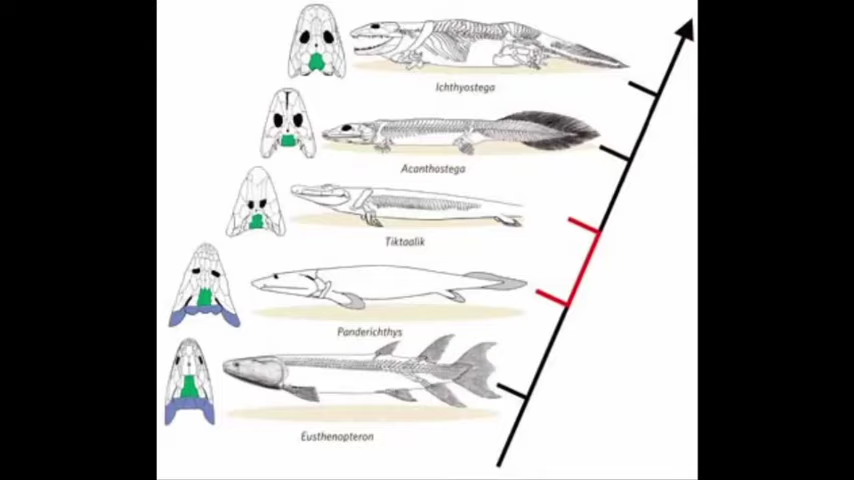 Ichthyostega
Acanthostega
Tiktaalik
Panderichthys
Eusthenopteron